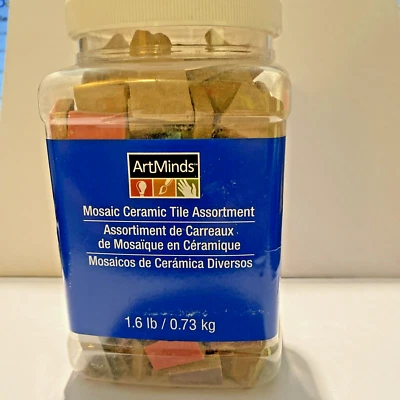 ArtMinds™
Mosaic Ceramic Tile Assortment
Assortiment de Carreaux
de Mosaïque en Céramique
Mosaicos de Cerámica Diversos
1.6 lb / 0.73 kg